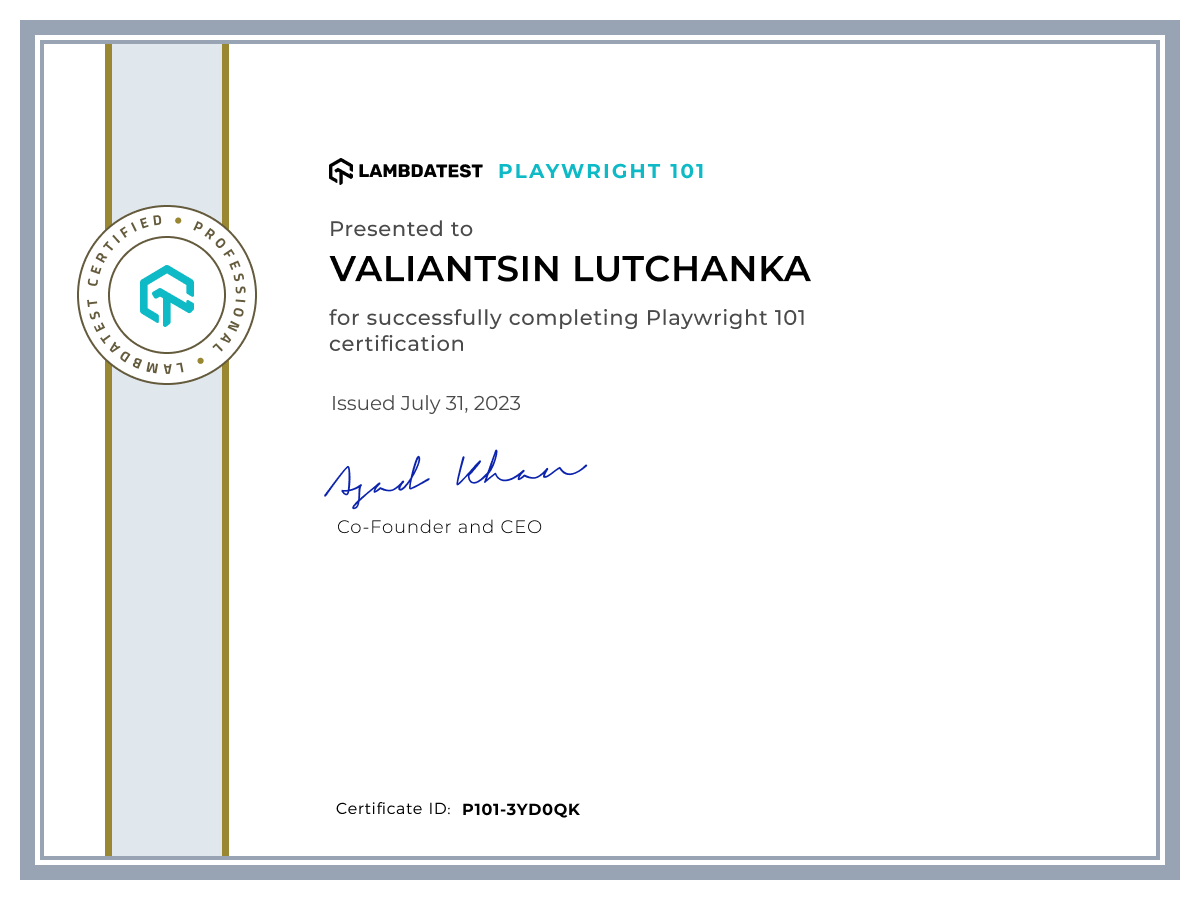 LAMBDATEST PLAYWRIGHT 101
Presented to
VALIANTSIN LUTCHANKA
for successfully completing Playwright 101
certification
LAMBDATEST CERTIFIED • PROFESSIONAL •
Issued July 31, 2023
Azad Khan
Co-Founder and CEO
Certificate ID: P101-3YD0QK